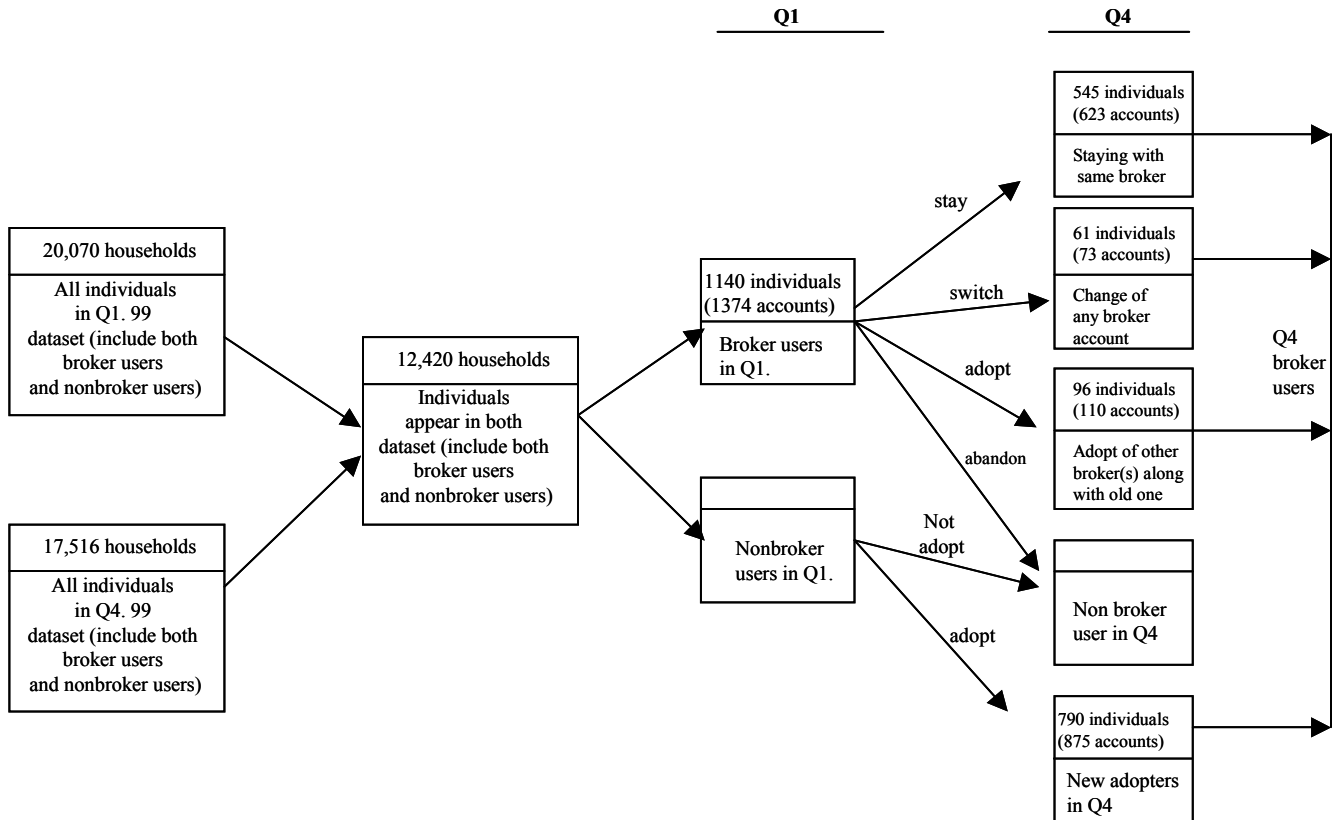 Q1
Q4
20,070 households
All individuals
in Q1. 99
dataset (include both
broker users
and nonbroker users)
17,516 households
All individuals
in Q4. 99
dataset (include both
broker users
and nonbroker users)
12,420 households
Individuals
appear in both
dataset (include both
broker users
and nonbroker users)
1140 individuals
(1374 accounts)
Broker users
in Q1.
Nonbroker
users in Q1.
stay
switch
adopt
abandon
Not
adopt
adopt
545 individuals
(623 accounts)
Staying with
same broker
61 individuals
(73 accounts)
Change of
any broker
account
96 individuals
(110 accounts)
Adopt of other
broker(s) along
with old one
Non broker
user in Q4
790 individuals
(875 accounts)
New adopters
in Q4
Q4
broker
users